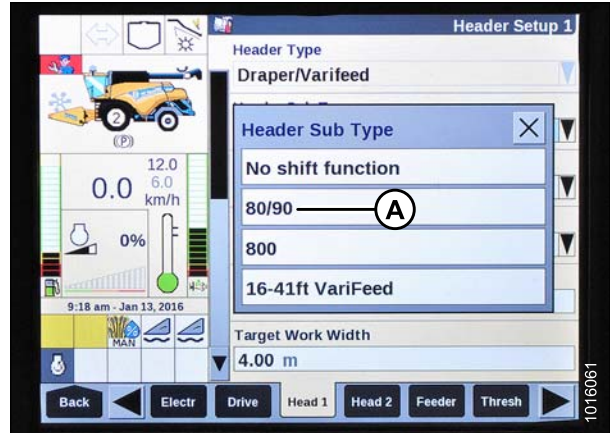 Header Setup 1
Header Type
Draper/Varifeed
Header Sub Type
No shift function
80/90
A
800
16-41ft VariFeed
Target Work Width
4.00 m
2
((P))
12.0
0.0
6.0
km/h
0%
9:18 am - Jan 13, 2016
MAN
Back
Electr
Drive
Head 1
Head 2
Feeder
Thresh
1016061